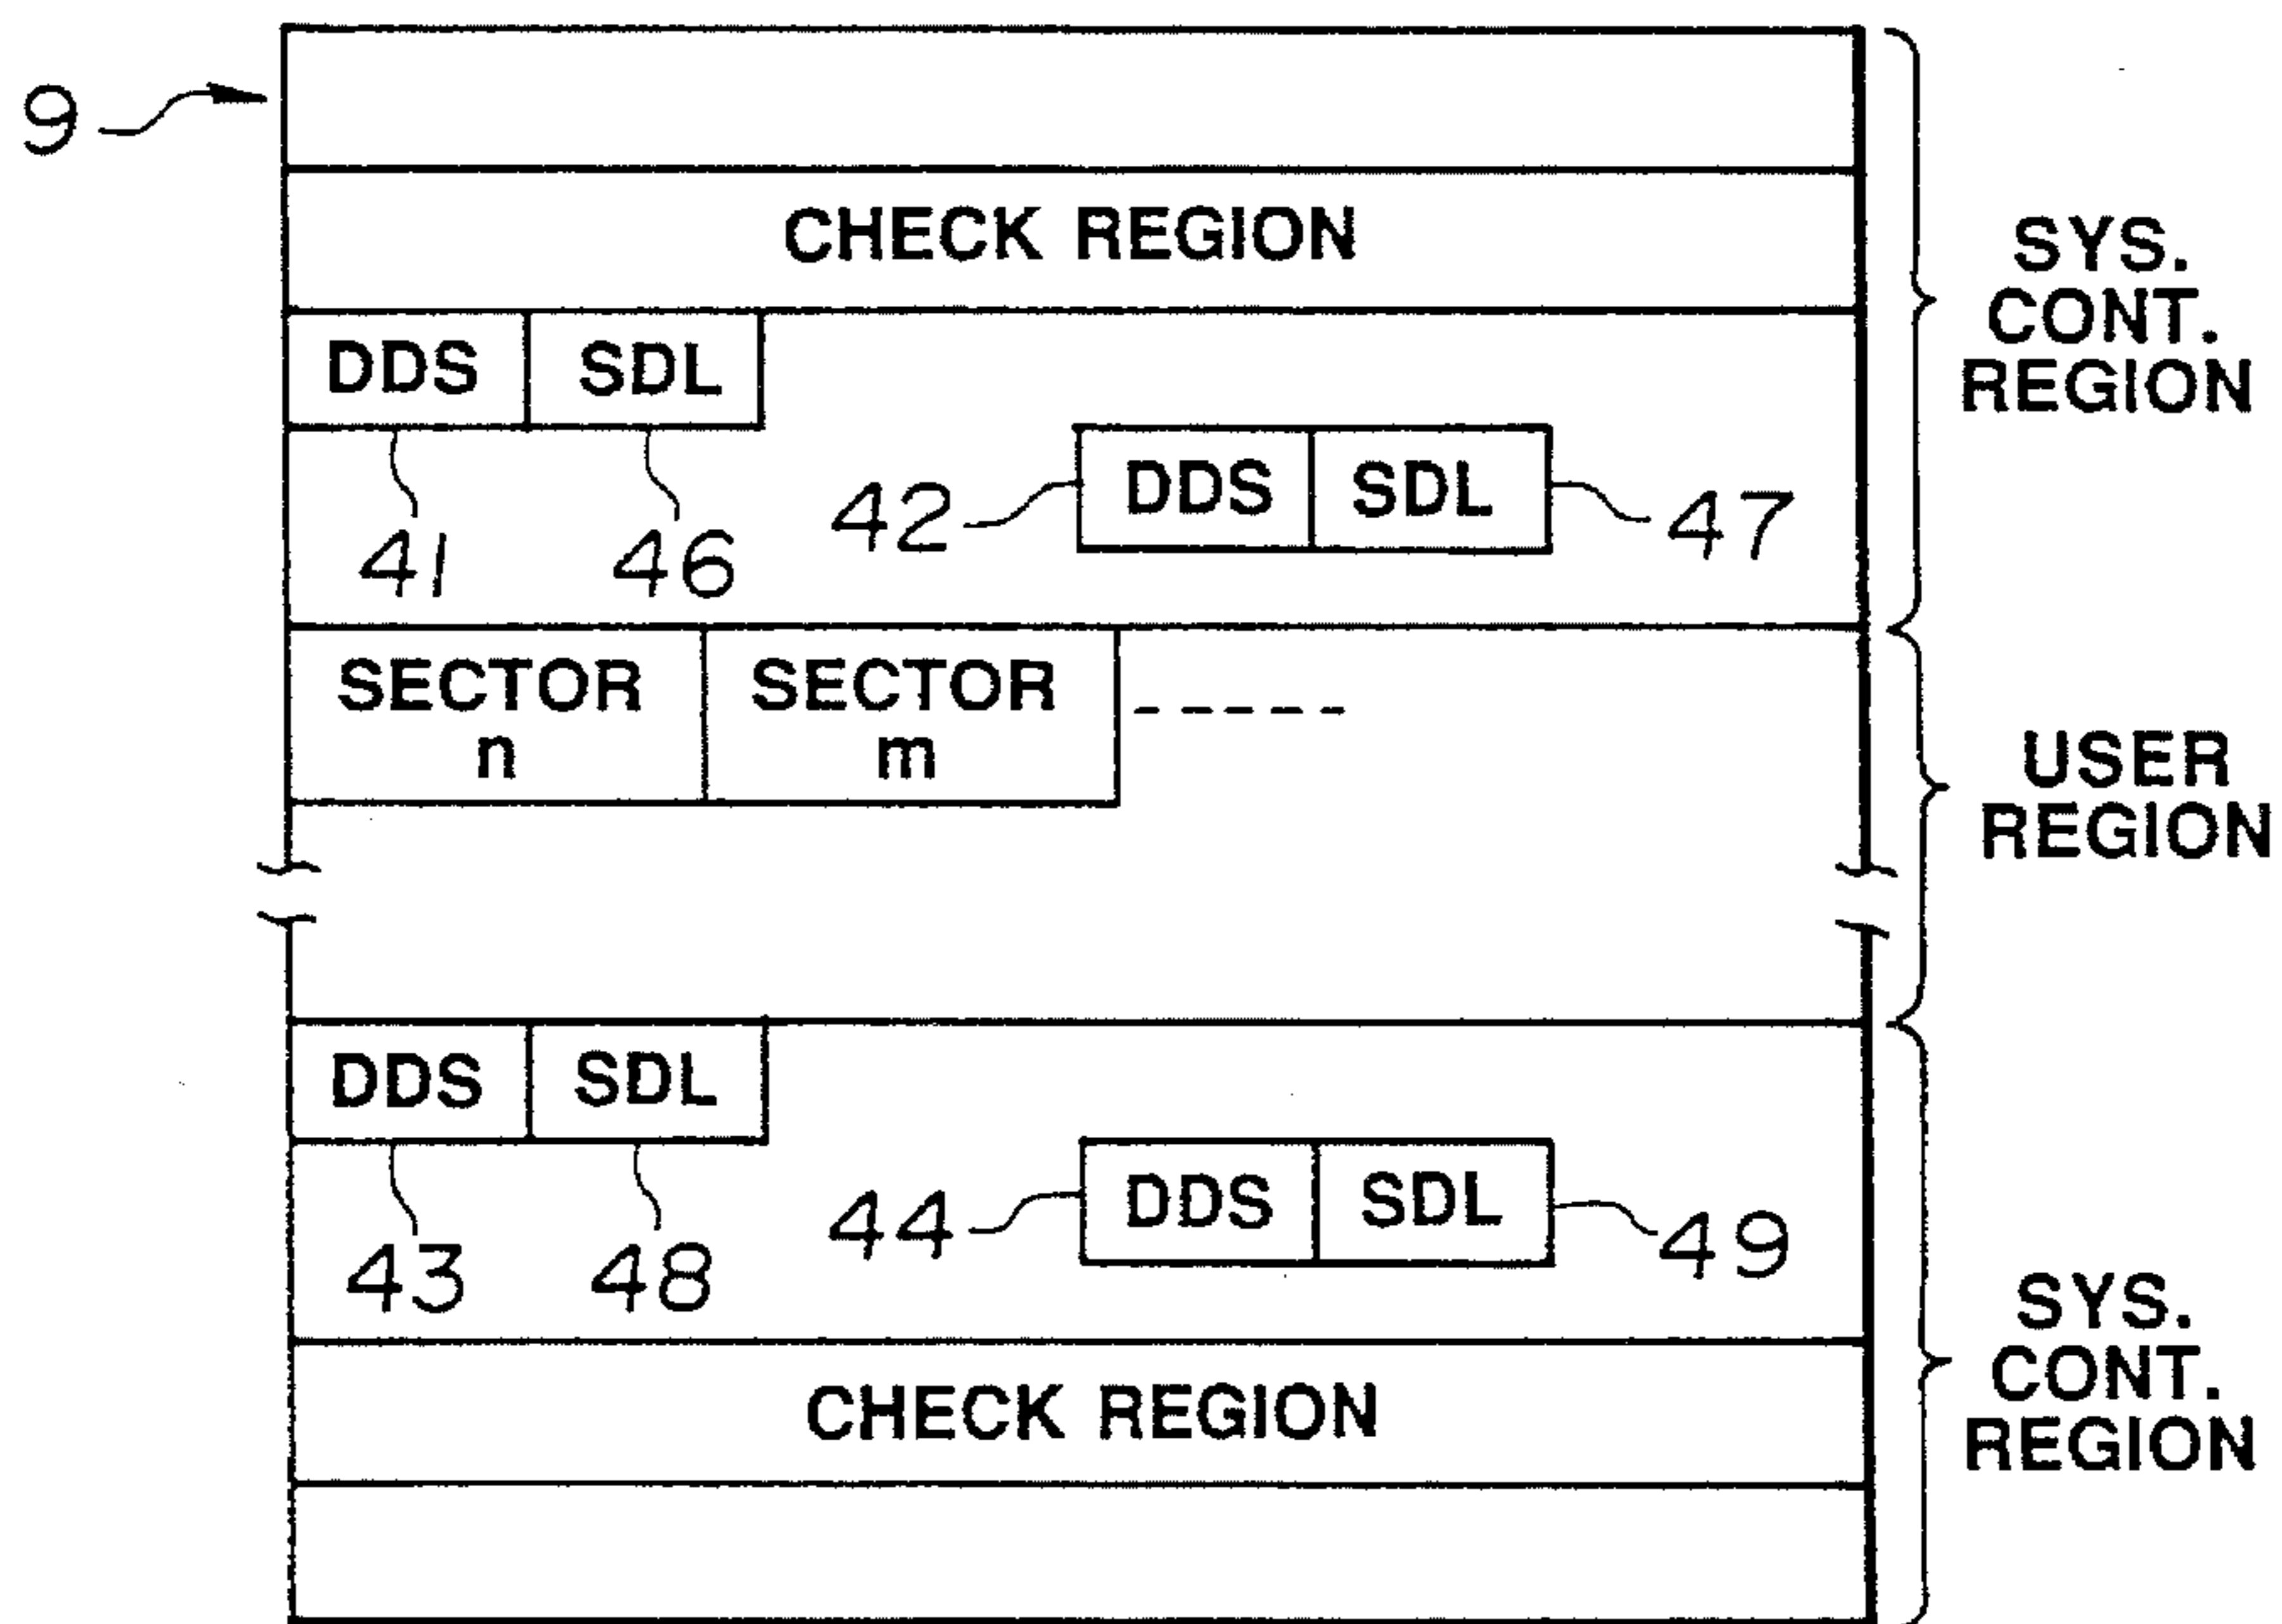 9
CHECK REGION
SYS.
CONT.
REGION
DDS SDL
DDS SDL
41 46 42 47
SECTOR
n
SECTOR
m
USER
REGION
DDS SDL
DDS SDL
43 48 44 49
SYS.
CONT.
REGION
CHECK REGION